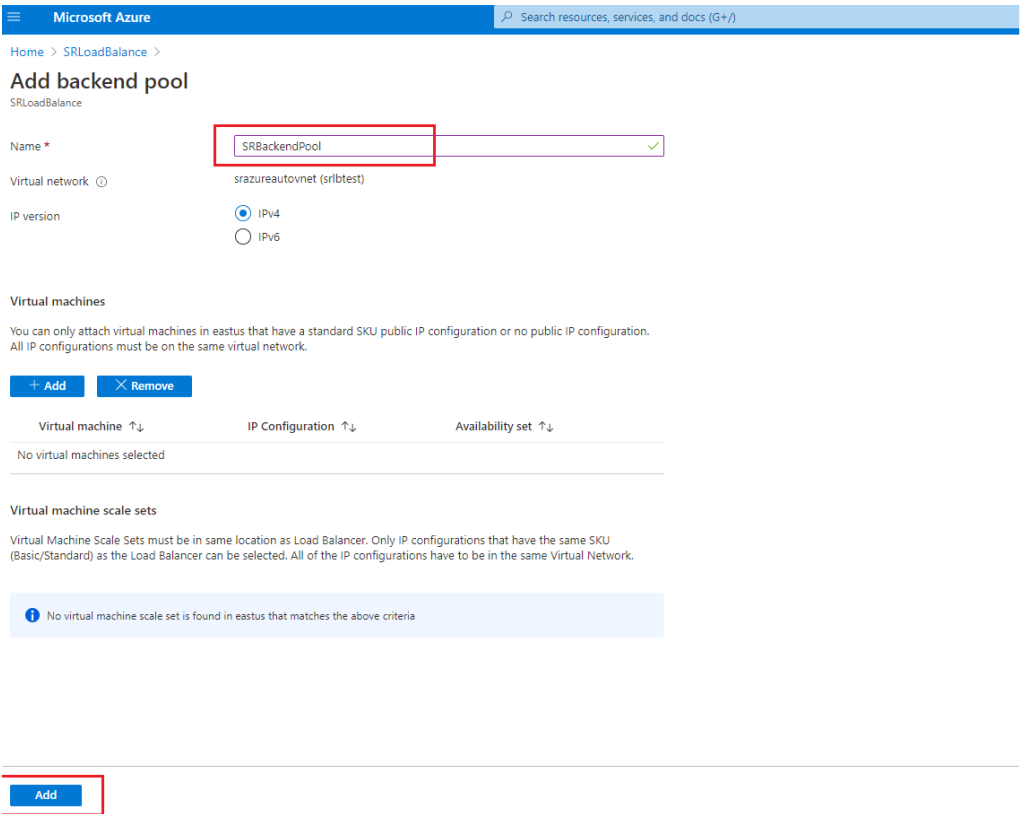 Microsoft Azure
Search resources, services, and docs (G+/)
Home > SRLoadBalance >
Add backend pool
SRLoadBalance
Name *
SRBackendPool
Virtual network
srazureautovnet (srlbtest)
IP version
IPv4
IPv6
Virtual machines
You can only attach virtual machines in eastus that have a standard SKU public IP configuration or no public IP configuration.
All IP configurations must be on the same virtual network.
+ Add
× Remove
Virtual machine ↑↓ IP Configuration ↑↓ Availability set ↑↓
No virtual machines selected
Virtual machine scale sets
Virtual Machine Scale Sets must be in same location as Load Balancer. Only IP configurations that have the same SKU
(Basic/Standard) as the Load Balancer can be selected. All of the IP configurations have to be in the same Virtual Network.
No virtual machine scale set is found in eastus that matches the above criteria
Add